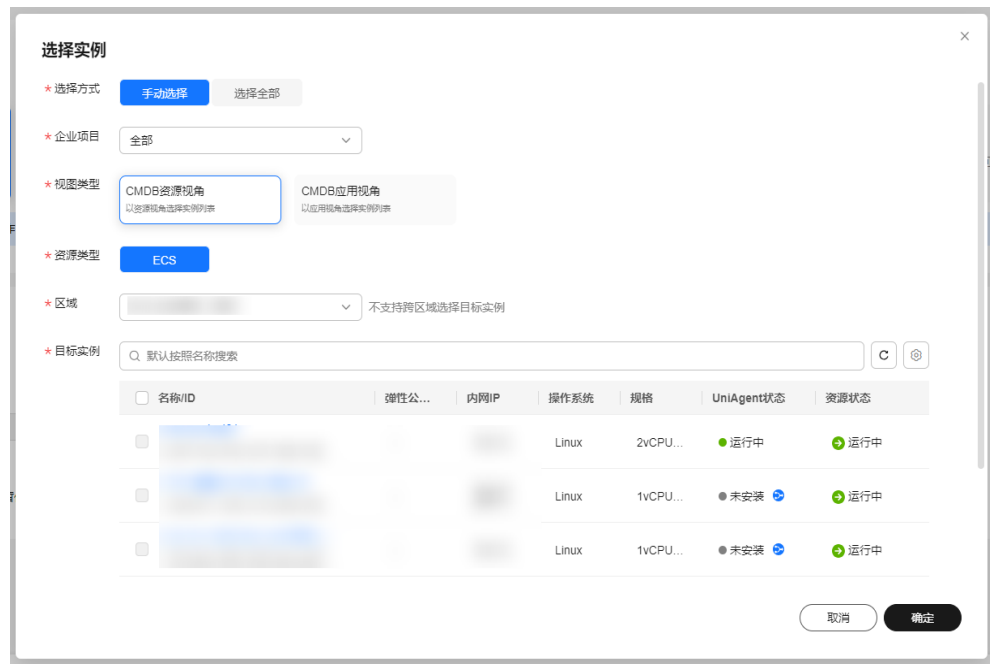 选择实例
* 选择方式 手动选择 选择全部
* 企业项目 全部
* 视图类型 CMDB资源视角 CMDB应用视角
以资源视角选择实例列表 以应用视角选择实例列表
* 资源类型 ECS
* 区域 不支持跨区域选择目标实例
* 目标实例 默认按照名称搜索
名称/ID 弹性公... 内网IP 操作系统 规格 UniAgent状态 资源状态
Linux 2vCPU... 运行中 运行中
Linux 1vCPU... 未安装 运行中
Linux 1vCPU... 未安装 运行中
取消 确定